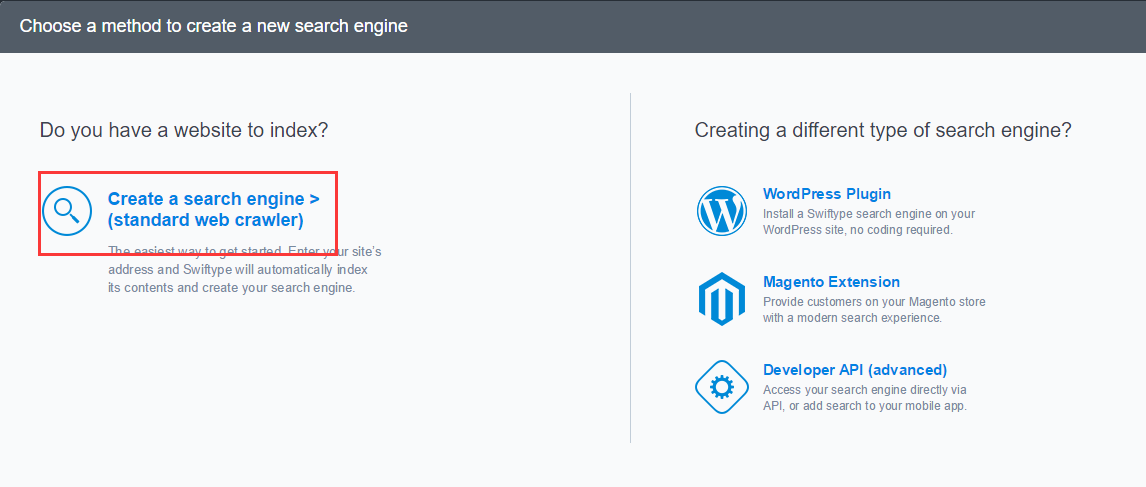 Choose a method to create a new search engine
Do you have a website to index?
Create a search engine >
(standard web crawler)
The easiest way to get started. Enter your site's
address and Swiftype will automatically index
its contents and create your search engine.
Creating a different type of search engine?
WordPress Plugin
Install a Swiftype search engine on your
WordPress site, no coding required.
Magento Extension
Provide customers on your Magento store
with a modern search experience.
Developer API (advanced)
Access your search engine directly via
API, or add search to your mobile app.